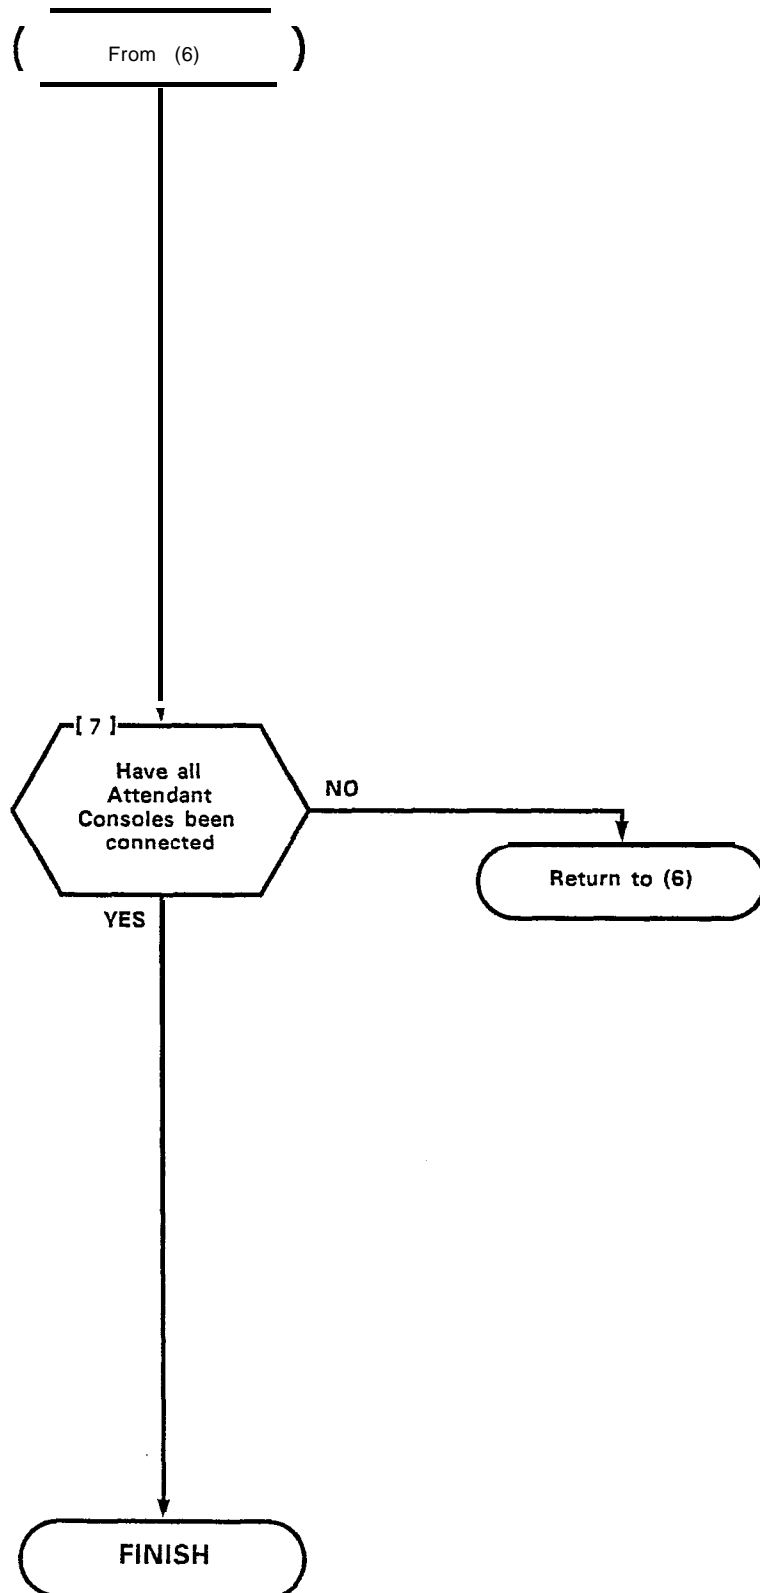 From (6)
[ 7 ]
Have all
Attendant
Consoles been
connected
NO
Return to (6)
YES
FINISH